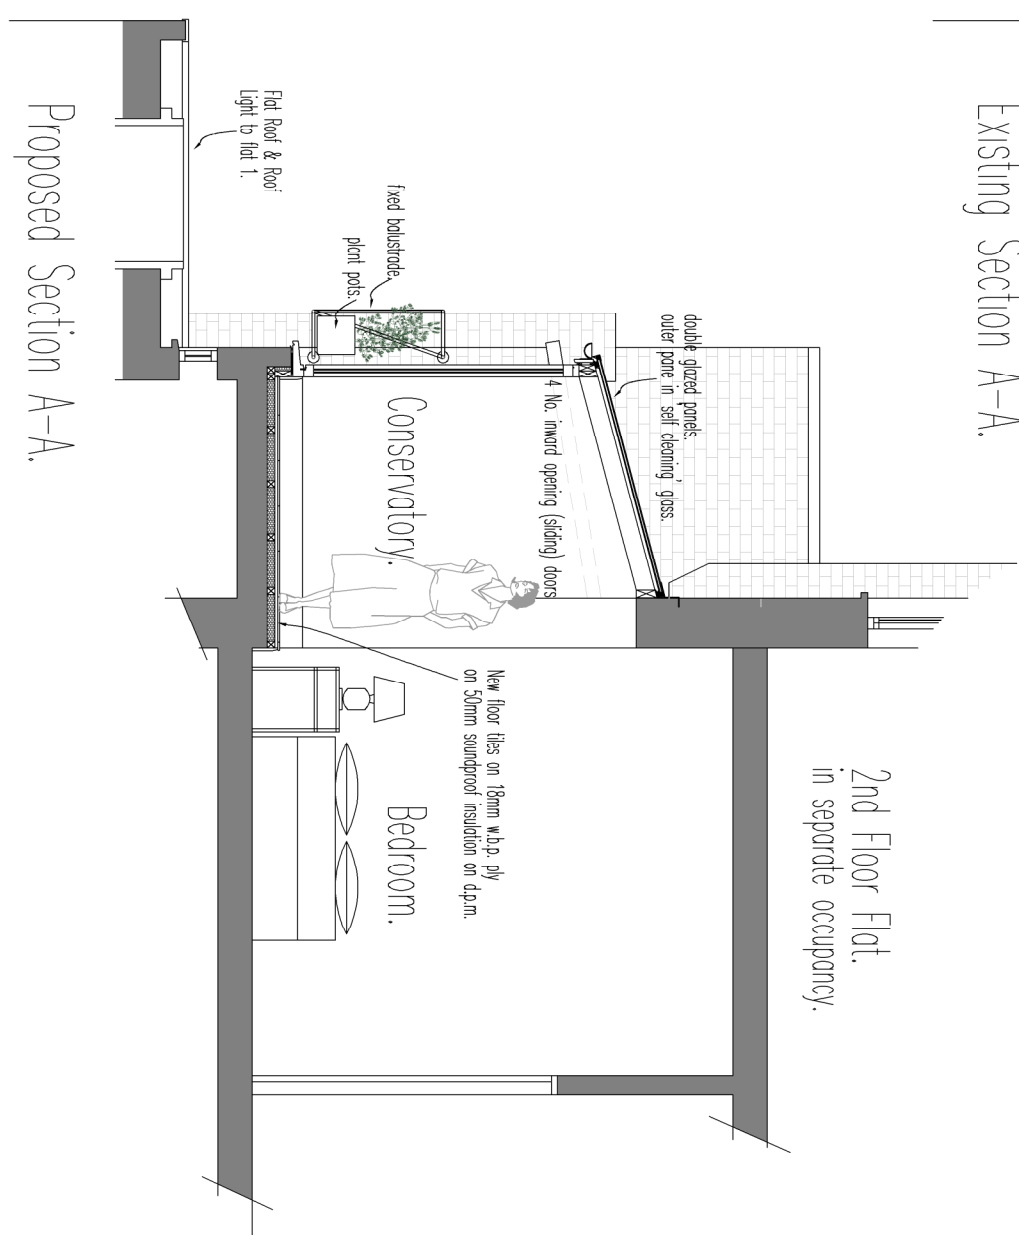 Existing Section A-A.
2nd Floor Flat.
in separate occupancy.
double glazed panels.
outer pane in 'self cleaning' glass.
4 No. inward opening (sliding) doors
New floor tiles on 18mm w.b.p. ply
on 50mm soundproof insulation on d.p.m.
Conservatory.
Bedroom.
fixed balustrade.
plant pots.
Flat Roof & Roof
Light to flat 1.
Proposed Section A-A.